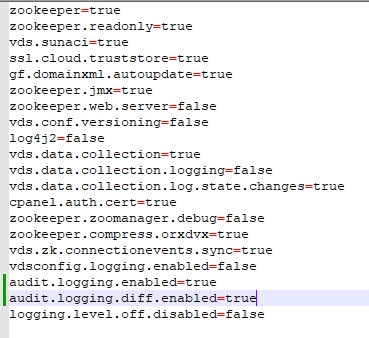 zookeeper=true
zookeeper.readonly=true
vds.sunaci=true
ssl.cloud.truststore=true
gf.domainxml.autoupdate=true
zookeeper.jmx=true
zookeeper.web.server=false
vds.conf.versioning=false
log4j2=false
vds.data.collection=true
vds.data.collection.logging=false
vds.data.collection.log.state.changes=true
cpanel.auth.cert=true
zookeeper.zoomanager.debug=false
zookeeper.compress.orxdvx=true
vds.zk.connectionevents.sync=true
vdsconfig.logging.enabled=false
audit.logging.enabled=true
audit.logging.diff.enabled=true
logging.level.off.disabled=false